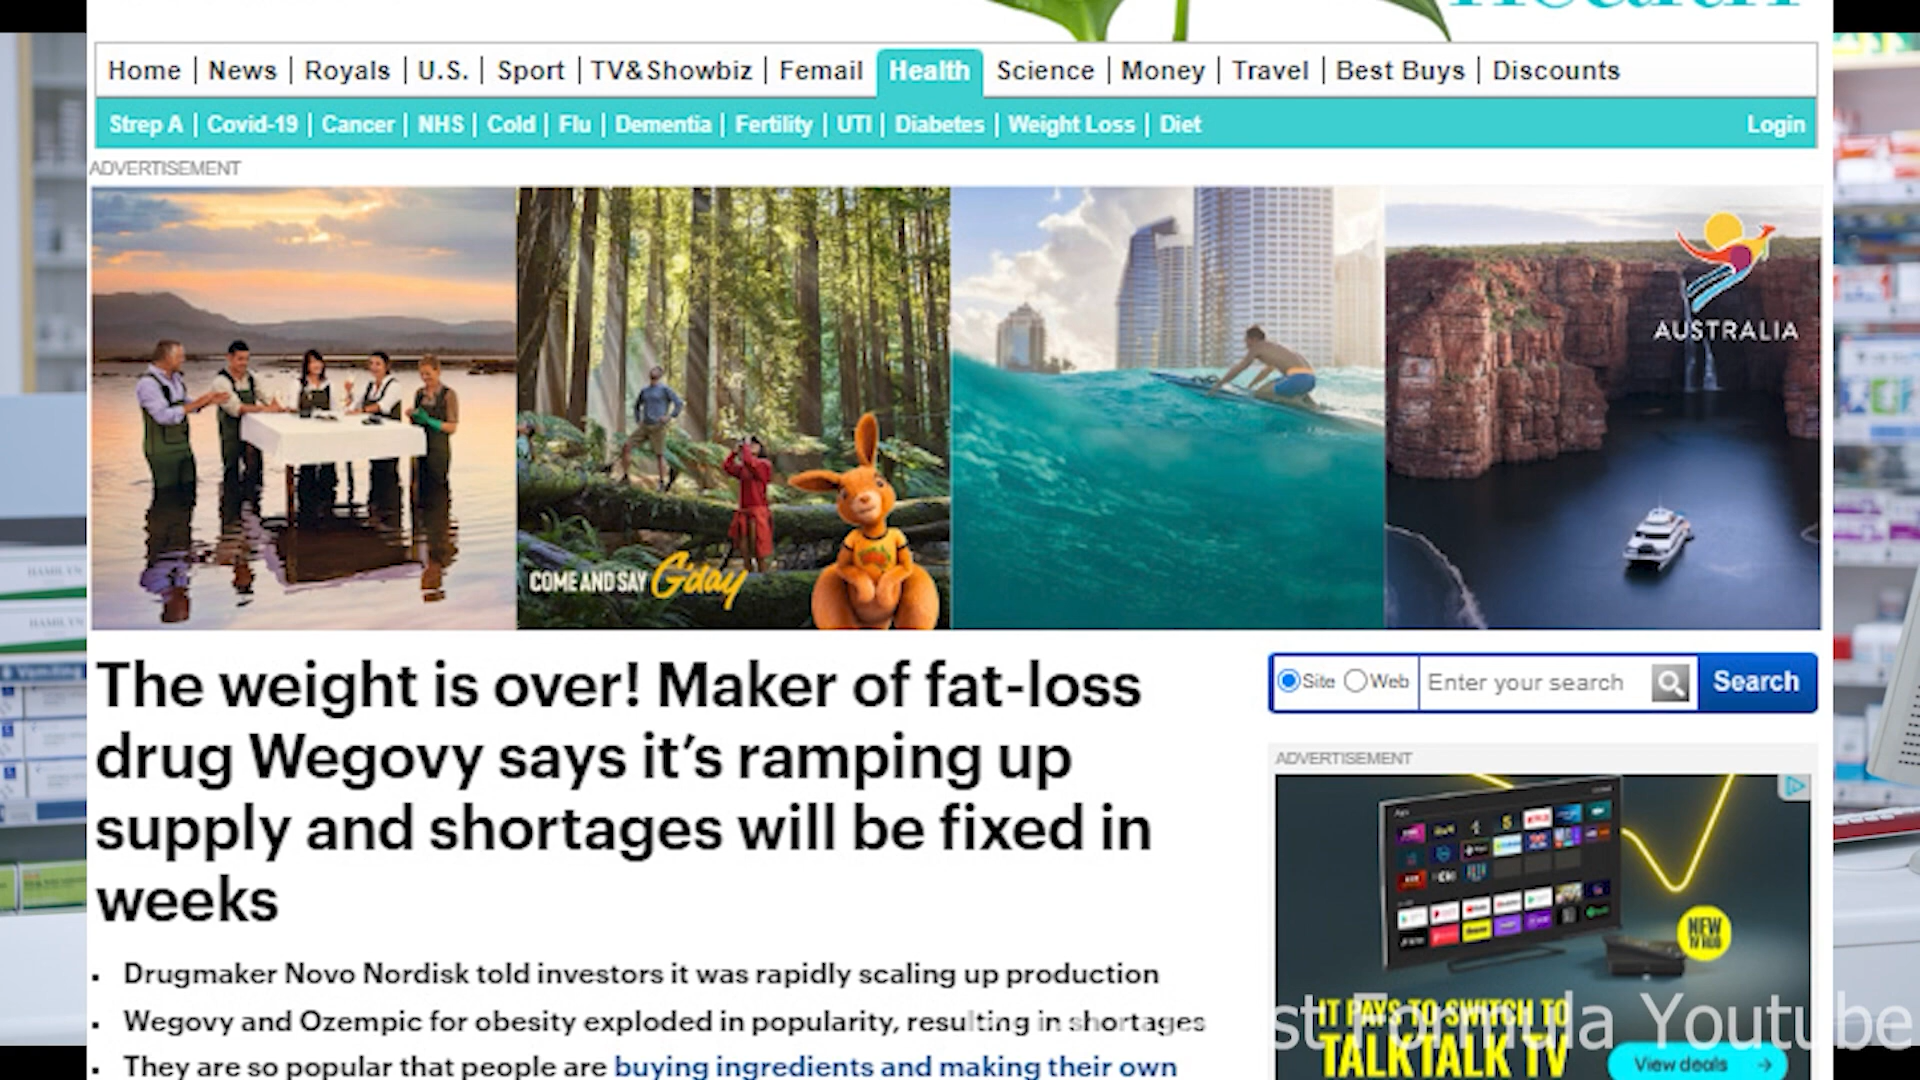 Home | News | Royals | U.S. | Sport | TV&Showbiz | Femail | Health | Science | Money | Travel | Best Buys | Discounts
Strep A | Covid-19 | Cancer | NHS | Cold | Flu | Dementia | Fertility | UTI | Diabetes | Weight Loss | Diet
Login
ADVERTISEMENT
AUSTRALIA
COME AND SAY G'day
The weight is over! Maker of fat-loss
drug Wegovy says it's ramping up
supply and shortages will be fixed in
weeks
Site Web Enter your search Search
ADVERTISEMENT
NEW
TV HUB
IT PAYS TO SWITCH TO
TALKTALK TV
View deals
▪ Drugmaker Novo Nordisk told investors it was rapidly scaling up production
▪ Wegovy and Ozempic for obesity exploded in popularity, resulting in shortages
▪ They are so popular that people are buying ingredients and making their own
Formula Youtube